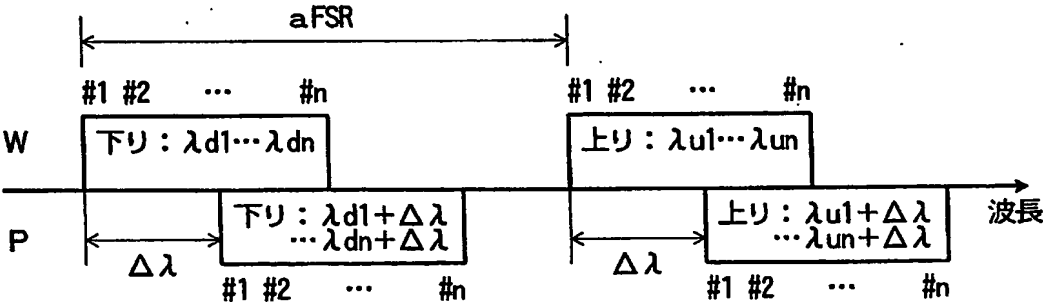 aFSR
#1 #2 … #n #1 #2 … #n
W 下り：λd1…λdn 上り：λu1…λun
波長
P 下り：λd1+Δλ 上り：λu1+Δλ
…λdn+Δλ …λun+Δλ
Δλ Δλ
#1 #2 … #n #1 #2 … #n